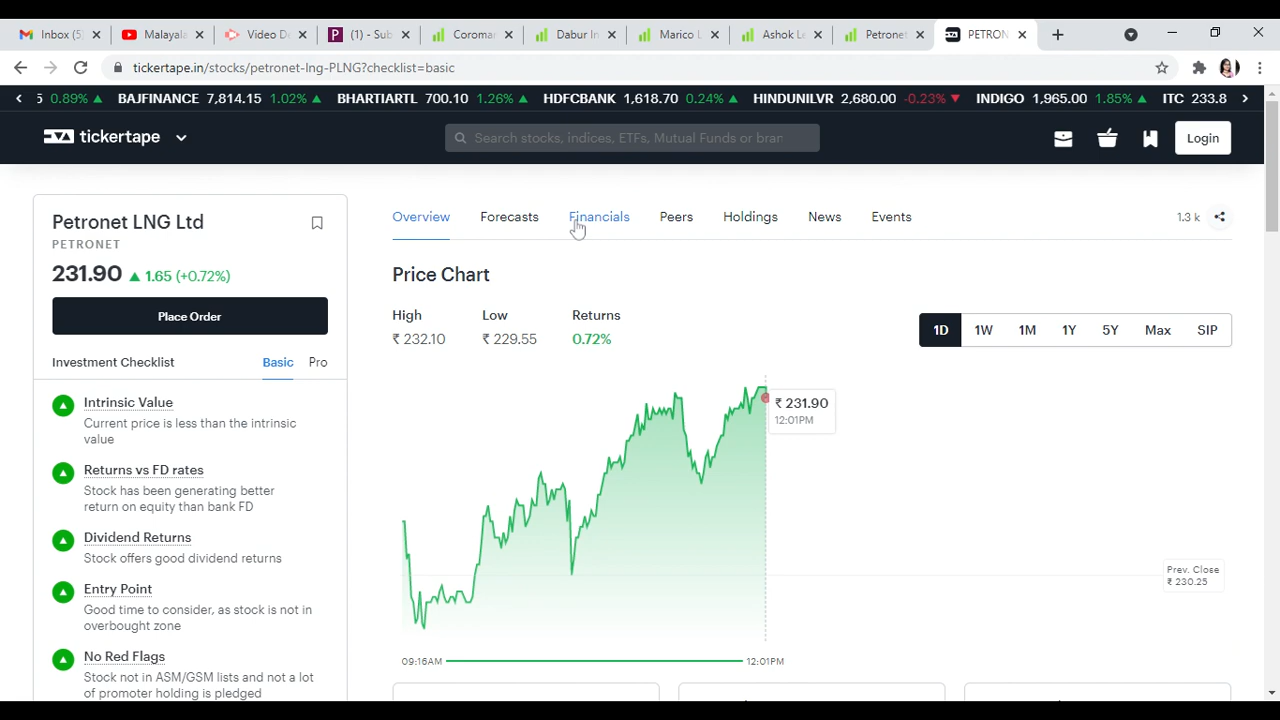 Inbox (5,
Malayala
Video D
P (1) - Sub
Coroman
Dabur In
Marico L
Ashok Le
Petronet
PETRON
tickertape.in/stocks/petronet-lng-PLNG?checklist=basic
5 0.89% ▲ BAJFINANCE 7,814.15 1.02% ▲ BHARTIARTL 700.10 1.26% ▲ HDFCBANK 1,618.70 0.24% ▲ HINDUNILVR 2,680.00 -0.23% ▼ INDIGO 1,965.00 1.85% ▲ ITC 233.8
tickertape
Search stocks, indices, ETFs, Mutual Funds or bran
Login
Petronet LNG Ltd
PETRONET
231.90 ▲ 1.65 (+0.72%)
Place Order
Investment Checklist Basic Pro
Intrinsic Value
Current price is less than the intrinsic
value
Returns vs FD rates
Stock has been generating better
return on equity than bank FD
Dividend Returns
Stock offers good dividend returns
Entry Point
Good time to consider, as stock is not in
overbought zone
No Red Flags
Stock not in ASM/GSM lists and not a lot
of promoter holding is pledged
Overview Forecasts Financials Peers Holdings News Events 1.3 k
Price Chart
High Low Returns
₹ 232.10 ₹ 229.55 0.72%
1D 1W 1M 1Y 5Y Max SIP
₹ 231.90
12:01PM
Prev. Close
₹ 230.25
09:16AM 12:01PM